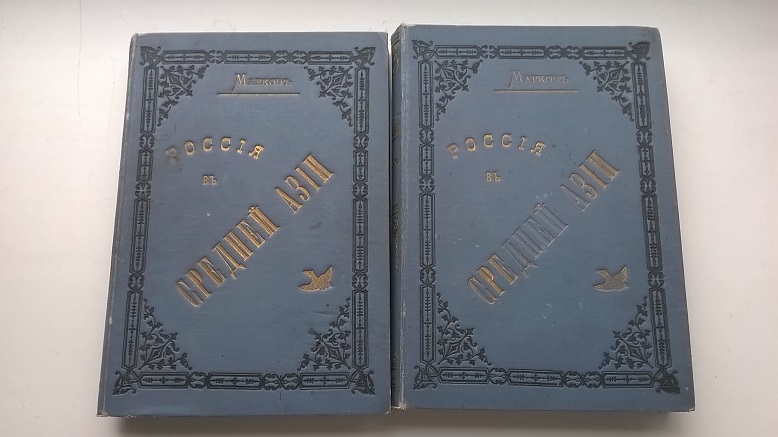 Марковъ
Россія
въ
Средней Азіи
Марковъ
Россія
въ
Средней Азіи